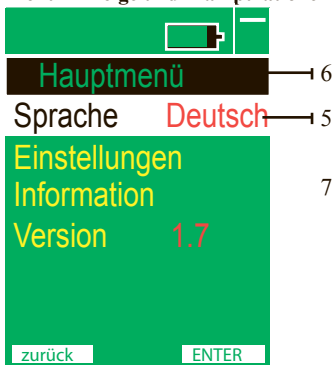 Hauptmenü 6
Sprache Deutsch 5
Einstellungen
Information 7
Version 1.7
zurück ENTER